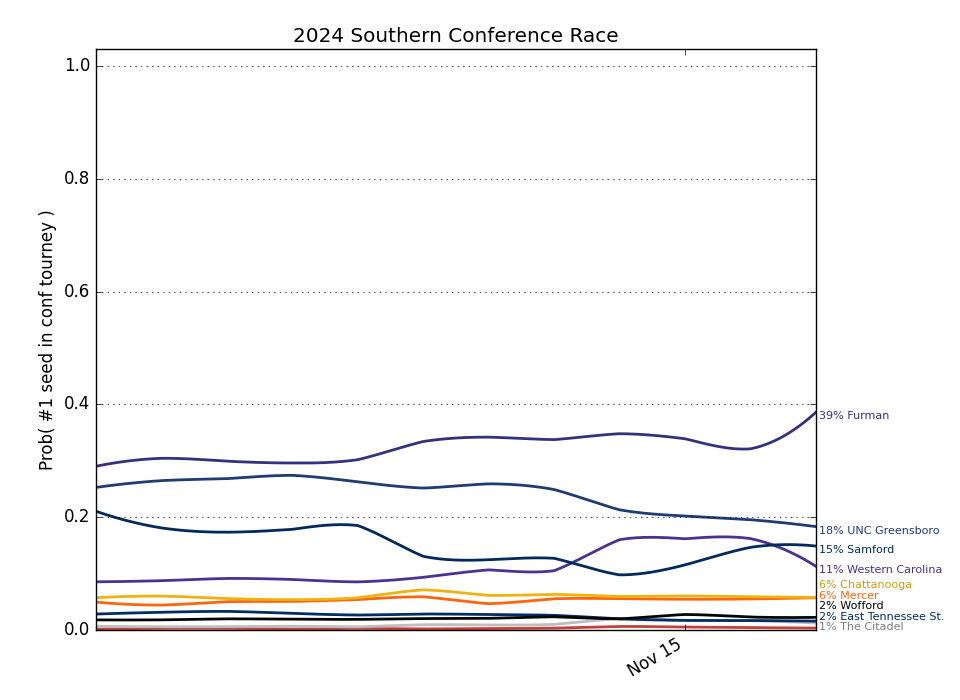 2024 Southern Conference Race
Prob( #1 seed in conf tourney )
1.0
0.8
0.6
0.4
0.2
0.0
Nov 15
39% Furman
18% UNC Greensboro
15% Samford
11% Western Carolina
6% Chattanooga
6% Mercer
2% Wofford
2% East Tennessee St.
1% The Citadel